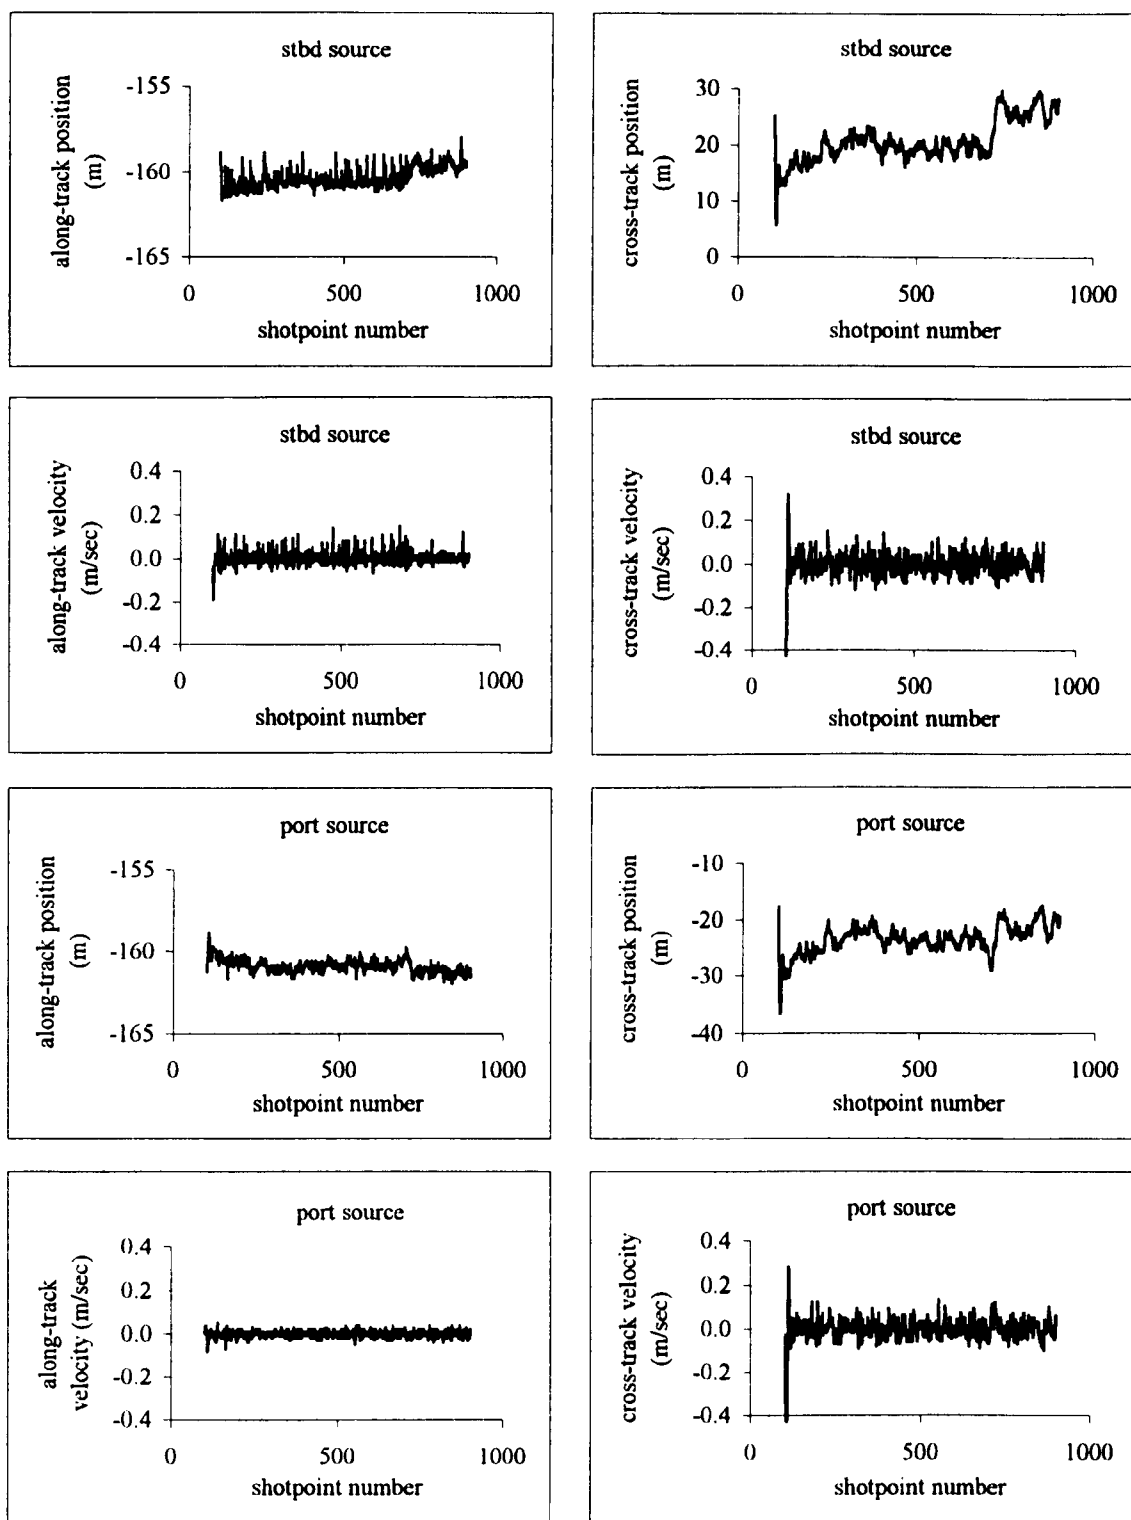 stbd source
along-track position
(m)
-155
-160
-165
0
500
1000
shotpoint number
stbd source
cross-track position
(m)
30
20
10
0
0
500
1000
shotpoint number
stbd source
along-track velocity
(m/sec)
0.4
0.2
0.0
-0.2
-0.4
0
500
1000
shotpoint number
stbd source
cross-track velocity
(m/sec)
0.4
0.2
0.0
-0.2
-0.4
0
500
1000
shotpoint number
port source
along-track position
(m)
-155
-160
-165
0
500
1000
shotpoint number
port source
cross-track position
(m)
-10
-20
-30
-40
0
500
1000
shotpoint number
port source
along-track
velocity (m/sec)
0.4
0.2
0.0
-0.2
-0.4
0
500
1000
shotpoint number
port source
cross-track velocity
(m/sec)
0.4
0.2
0.0
-0.2
-0.4
0
500
1000
shotpoint number